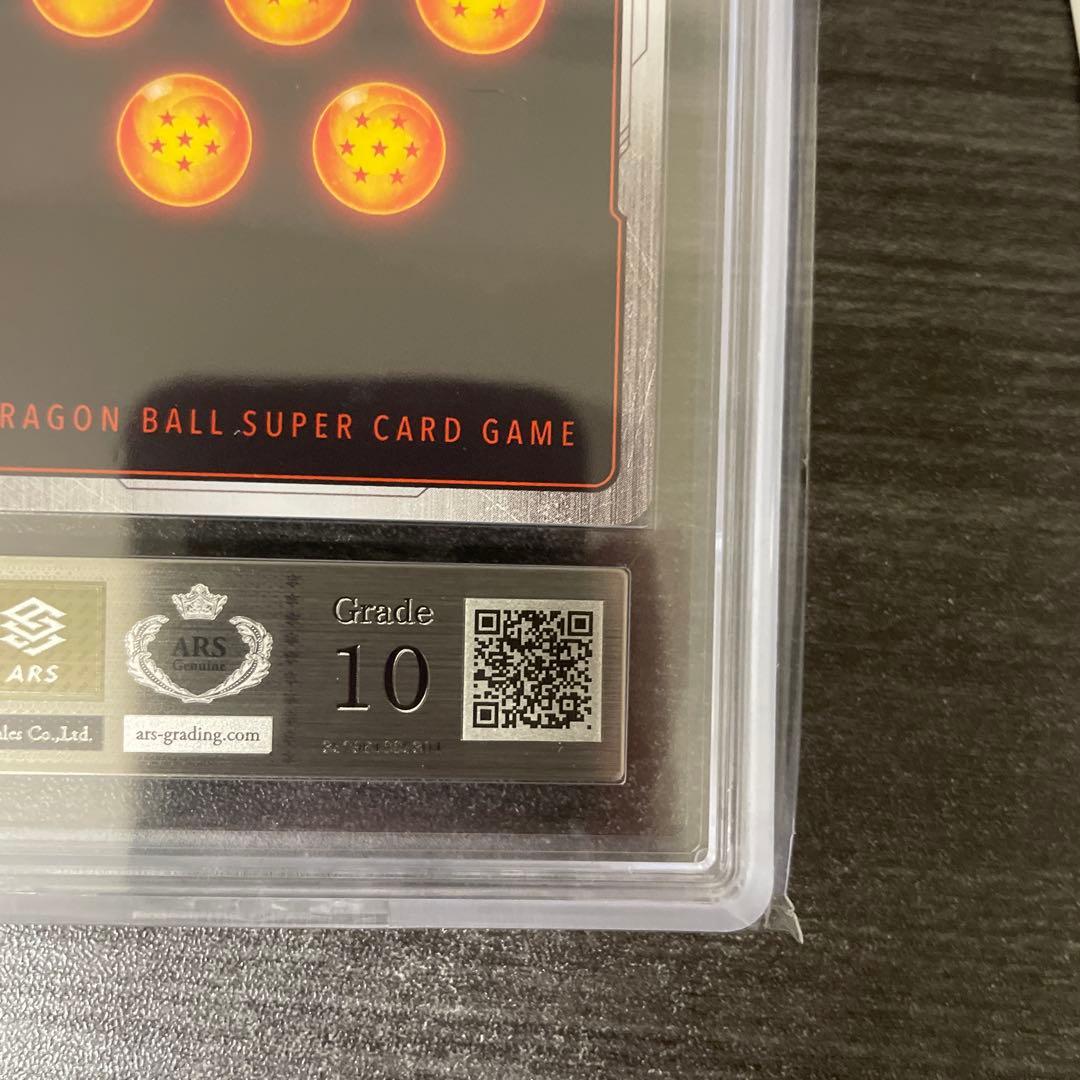 RAGON BALL SUPER CARD GAME
ARS
ARS
Genuine
Grade
10
ales Co.,Ltd.
ars-grading.com